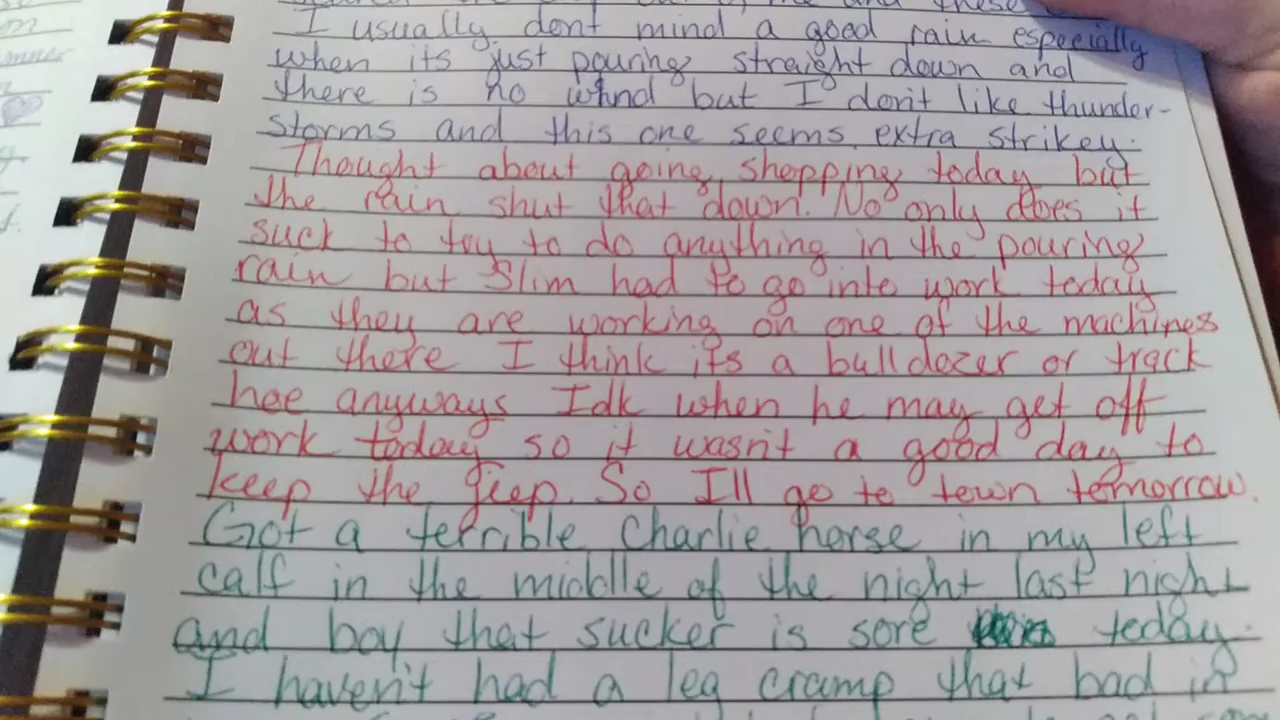 and these
I usually dont mind a good rain especially
when its just pouring straight down and
there is no wind but I don't like thunder-
storms and this one seems extra strikey.
Thought about going shopping today but
the rain shut that down. No only does it
suck to try to do anything in the pouring
rain but Slim had to go into work today
as they are working on one of the machines
out there I think its a bulldozer or track
hoe anyways Idk when he may get off
work today so it wasn't a good day to
keep the jeep. So I'll go to town tomorrow.
Got a terrible Charlie horse in my left
calf in the middle of the night last night
and boy that sucker is sore today.
I haven't had a leg cramp that bad in